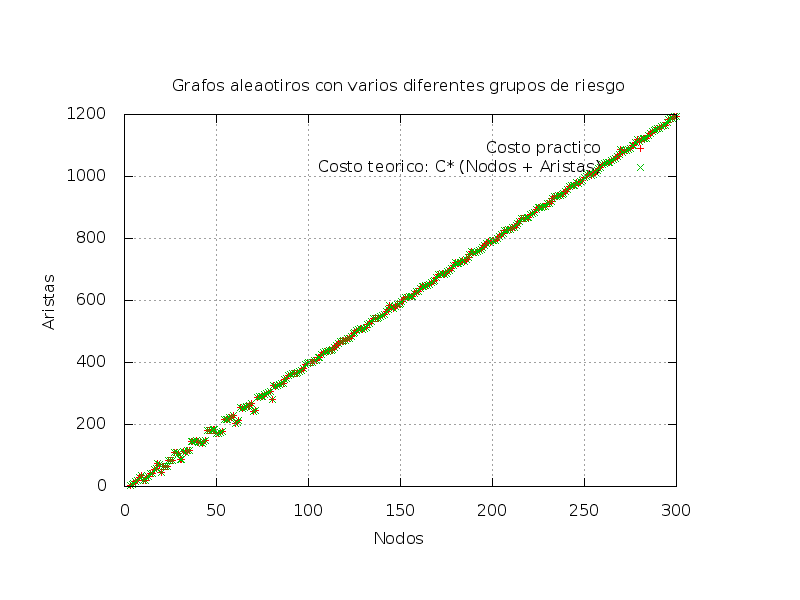 Grafos aleaotiros con varios diferentes grupos de riesgo
1200
1000
800
600
400
200
0
Costo practico
Costo teorico: C* (Nodos + Aristas)
Aristas
0 50 100 150 200 250 300
Nodos